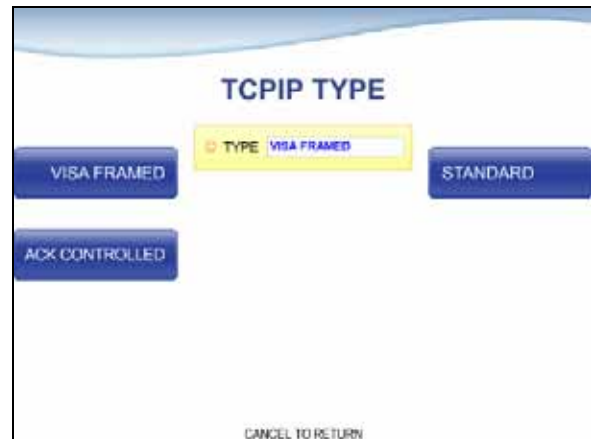 TCPIP TYPE
TYPE VISA FRAMED
VISA FRAMED
STANDARD
ACK CONTROLLED
CANCEL TO RETURN